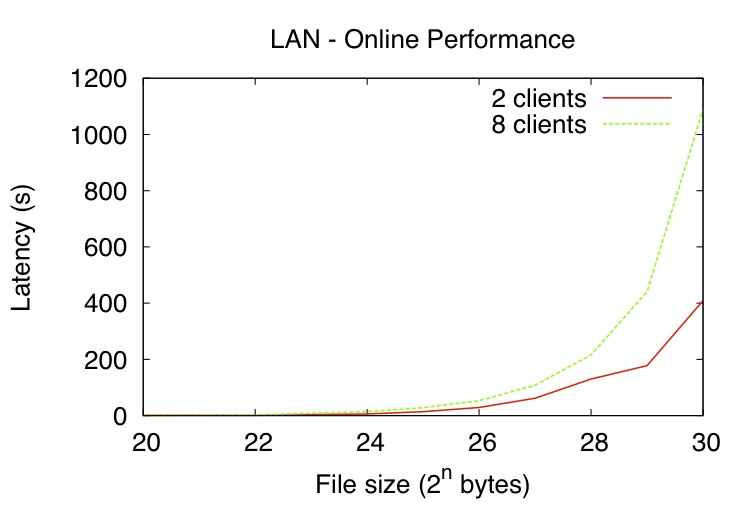 LAN - Online Performance
1200
1000
800
600
400
200
0
2 clients
8 clients
Latency (s)
20 22 24 26 28 30
File size (2^n bytes)